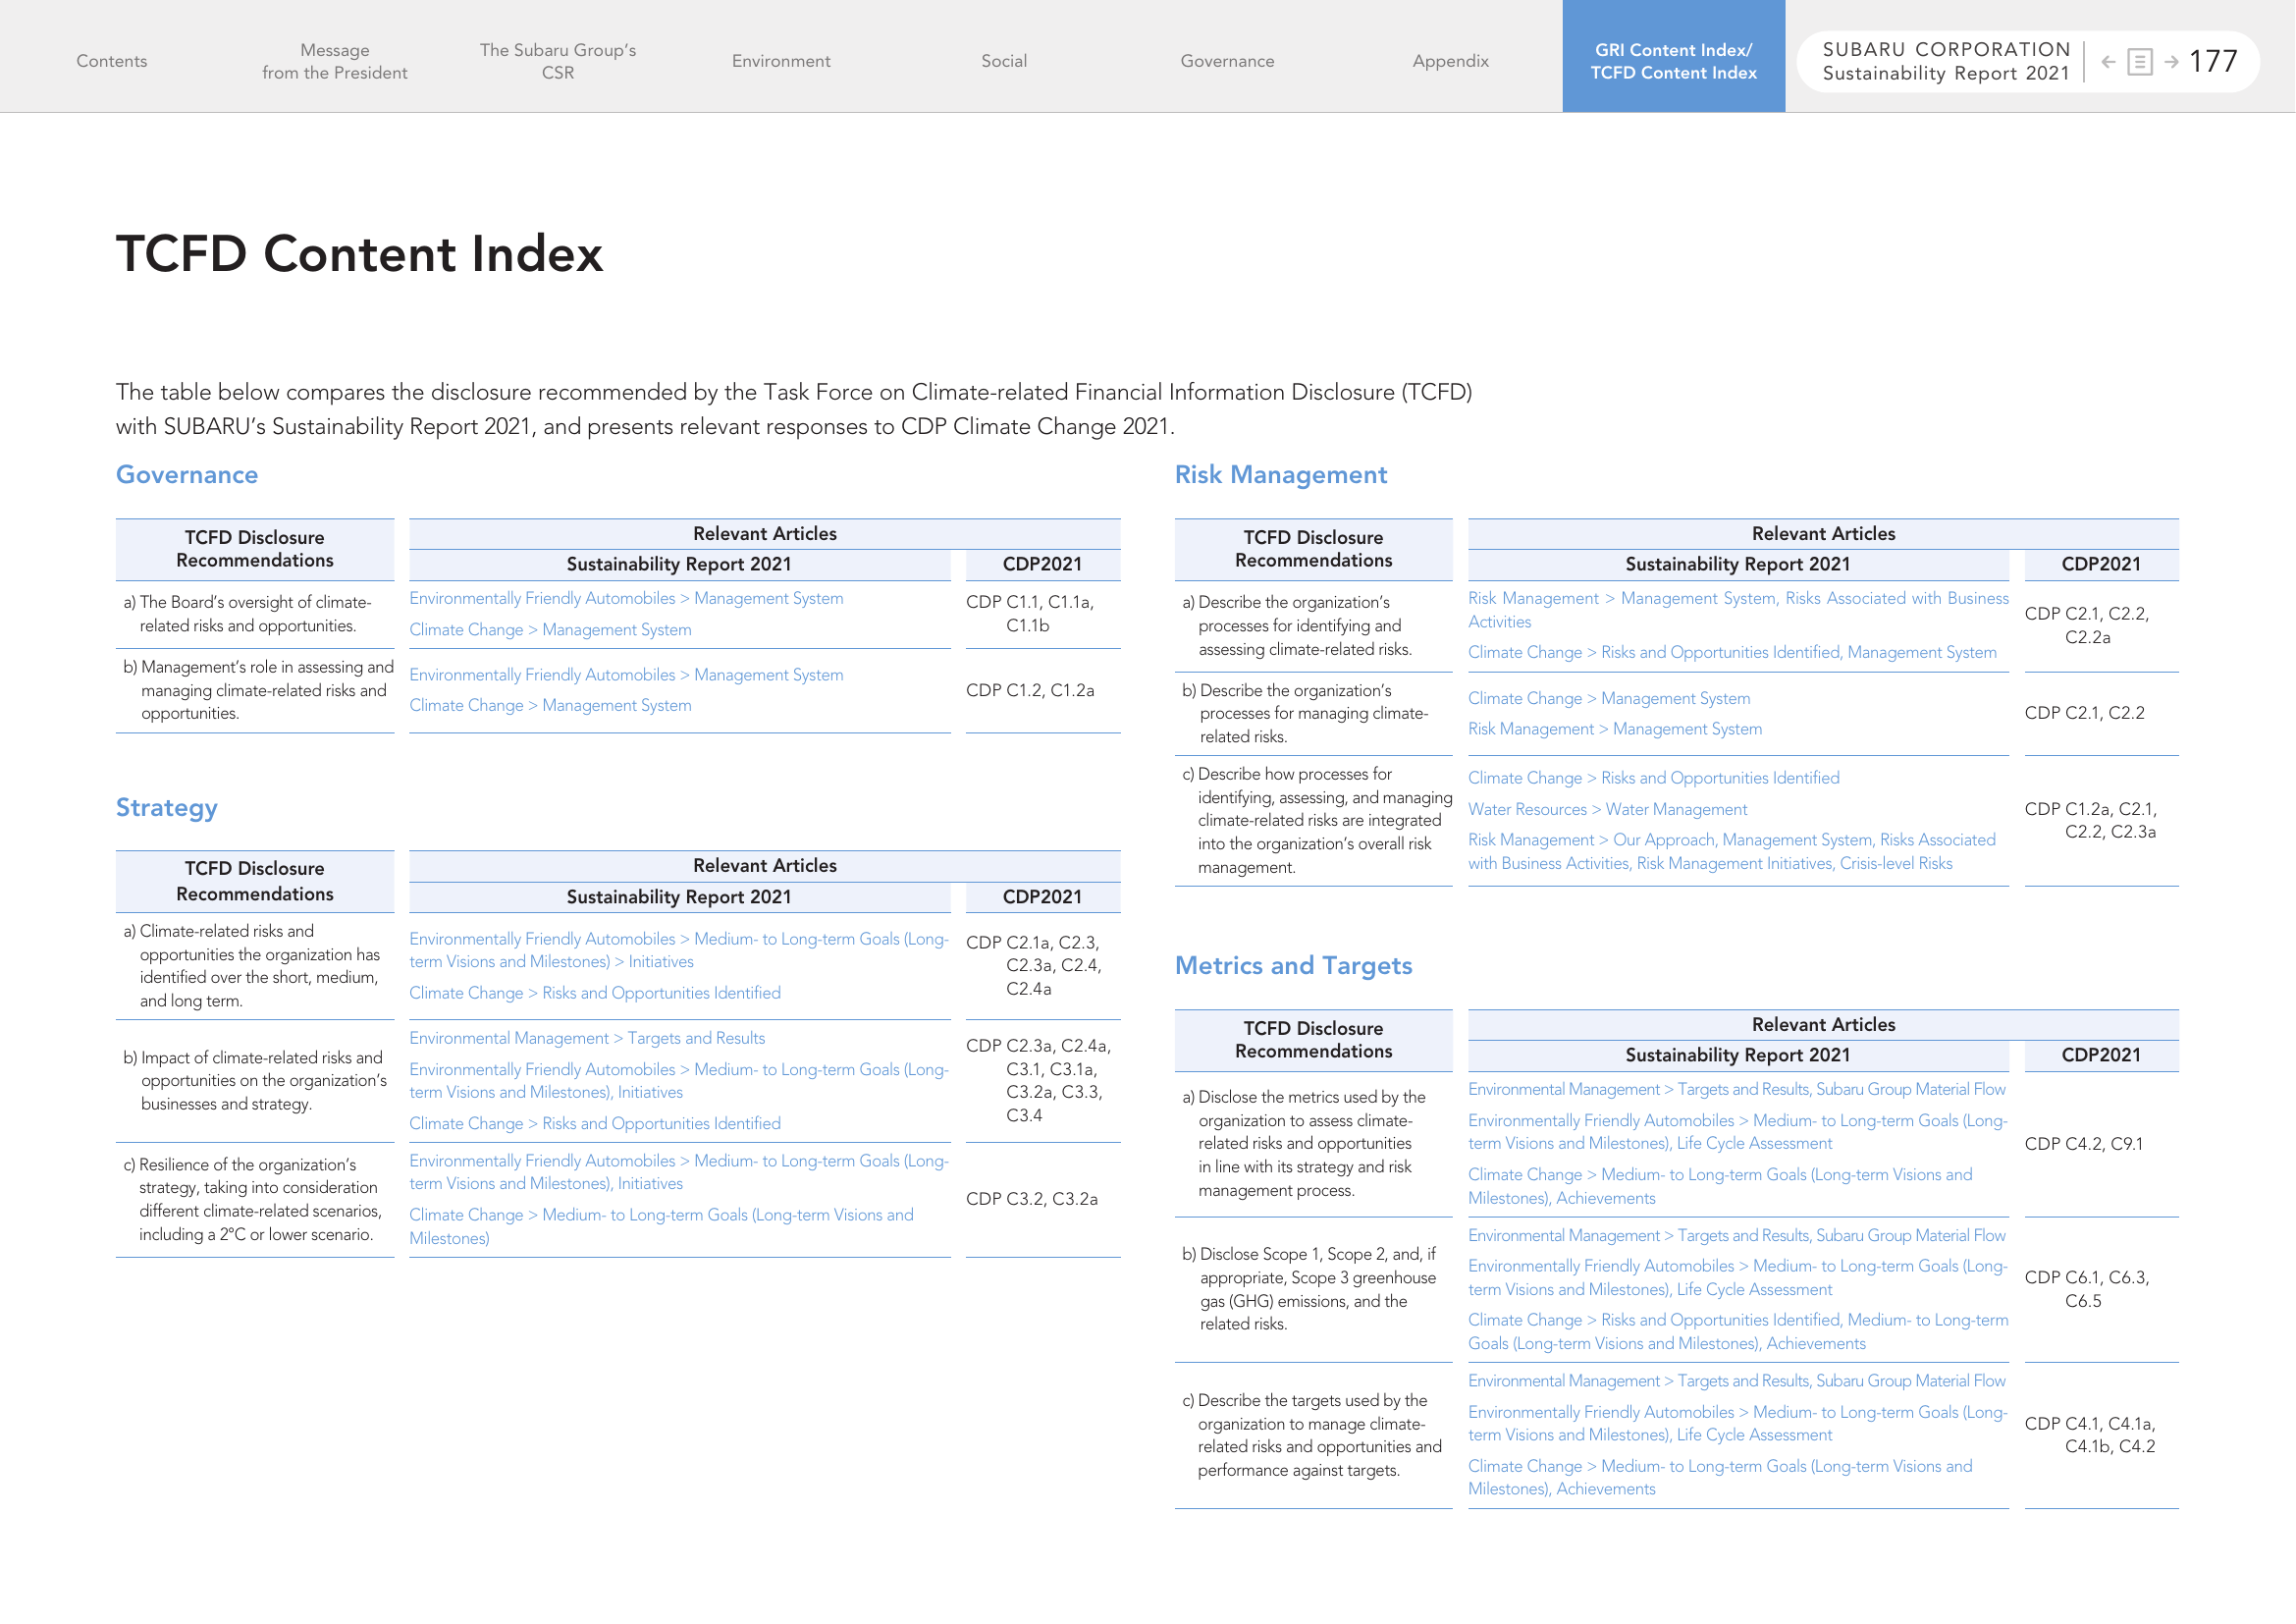 Contents
Message
from the President
The Subaru Group’s
CSR
Environment
Social
Governance
Appendix
GRI Content Index/
TCFD Content Index
SUBARU CORPORATION
Sustainability Report 2021
177
TCFD Content Index
The table below compares the disclosure recommended by the Task Force on Climate-related Financial Information Disclosure (TCFD)
with SUBARU’s Sustainability Report 2021, and presents relevant responses to CDP Climate Change 2021.
Governance
TCFD Disclosure
Recommendations
Relevant Articles
Sustainability Report 2021
CDP2021
a) The Board’s oversight of climate-
related risks and opportunities.
Environmentally Friendly Automobiles > Management System
Climate Change > Management System
CDP C1.1, C1.1a,
C1.1b
b) Management’s role in assessing and
managing climate-related risks and
opportunities.
Environmentally Friendly Automobiles > Management System
Climate Change > Management System
CDP C1.2, C1.2a
Strategy
TCFD Disclosure
Recommendations
Relevant Articles
Sustainability Report 2021
CDP2021
a) Climate-related risks and
opportunities the organization has
identified over the short, medium,
and long term.
Environmentally Friendly Automobiles > Medium- to Long-term Goals (Long-
term Visions and Milestones) > Initiatives
Climate Change > Risks and Opportunities Identified
CDP C2.1a, C2.3,
C2.3a, C2.4,
C2.4a
b) Impact of climate-related risks and
opportunities on the organization’s
businesses and strategy.
Environmental Management > Targets and Results
Environmentally Friendly Automobiles > Medium- to Long-term Goals (Long-
term Visions and Milestones), Initiatives
Climate Change > Risks and Opportunities Identified
CDP C2.3a, C2.4a,
C3.1, C3.1a,
C3.2a, C3.3,
C3.4
c) Resilience of the organization’s
strategy, taking into consideration
different climate-related scenarios,
including a 2°C or lower scenario.
Environmentally Friendly Automobiles > Medium- to Long-term Goals (Long-
term Visions and Milestones), Initiatives
Climate Change > Medium- to Long-term Goals (Long-term Visions and
Milestones)
CDP C3.2, C3.2a
Risk Management
TCFD Disclosure
Recommendations
Relevant Articles
Sustainability Report 2021
CDP2021
a) Describe the organization’s
processes for identifying and
assessing climate-related risks.
Risk Management > Management System, Risks Associated with Business
Activities
Climate Change > Risks and Opportunities Identified, Management System
CDP C2.1, C2.2,
C2.2a
b) Describe the organization’s
processes for managing climate-
related risks.
Climate Change > Management System
Risk Management > Management System
CDP C2.1, C2.2
c) Describe how processes for
identifying, assessing, and managing
climate-related risks are integrated
into the organization’s overall risk
management.
Climate Change > Risks and Opportunities Identified
Water Resources > Water Management
Risk Management > Our Approach, Management System, Risks Associated
with Business Activities, Risk Management Initiatives, Crisis-level Risks
CDP C1.2a, C2.1,
C2.2, C2.3a
Metrics and Targets
TCFD Disclosure
Recommendations
Relevant Articles
Sustainability Report 2021
CDP2021
a) Disclose the metrics used by the
organization to assess climate-
related risks and opportunities
in line with its strategy and risk
management process.
Environmental Management > Targets and Results, Subaru Group Material Flow
Environmentally Friendly Automobiles > Medium- to Long-term Goals (Long-
term Visions and Milestones), Life Cycle Assessment
Climate Change > Medium- to Long-term Goals (Long-term Visions and
Milestones), Achievements
CDP C4.2, C9.1
b) Disclose Scope 1, Scope 2, and, if
appropriate, Scope 3 greenhouse
gas (GHG) emissions, and the
related risks.
Environmental Management > Targets and Results, Subaru Group Material Flow
Environmentally Friendly Automobiles > Medium- to Long-term Goals (Long-
term Visions and Milestones), Life Cycle Assessment
Climate Change > Risks and Opportunities Identified, Medium- to Long-term
Goals (Long-term Visions and Milestones), Achievements
CDP C6.1, C6.3,
C6.5
c) Describe the targets used by the
organization to manage climate-
related risks and opportunities and
performance against targets.
Environmental Management > Targets and Results, Subaru Group Material Flow
Environmentally Friendly Automobiles > Medium- to Long-term Goals (Long-
term Visions and Milestones), Life Cycle Assessment
Climate Change > Medium- to Long-term Goals (Long-term Visions and
Milestones), Achievements
CDP C4.1, C4.1a,
C4.1b, C4.2